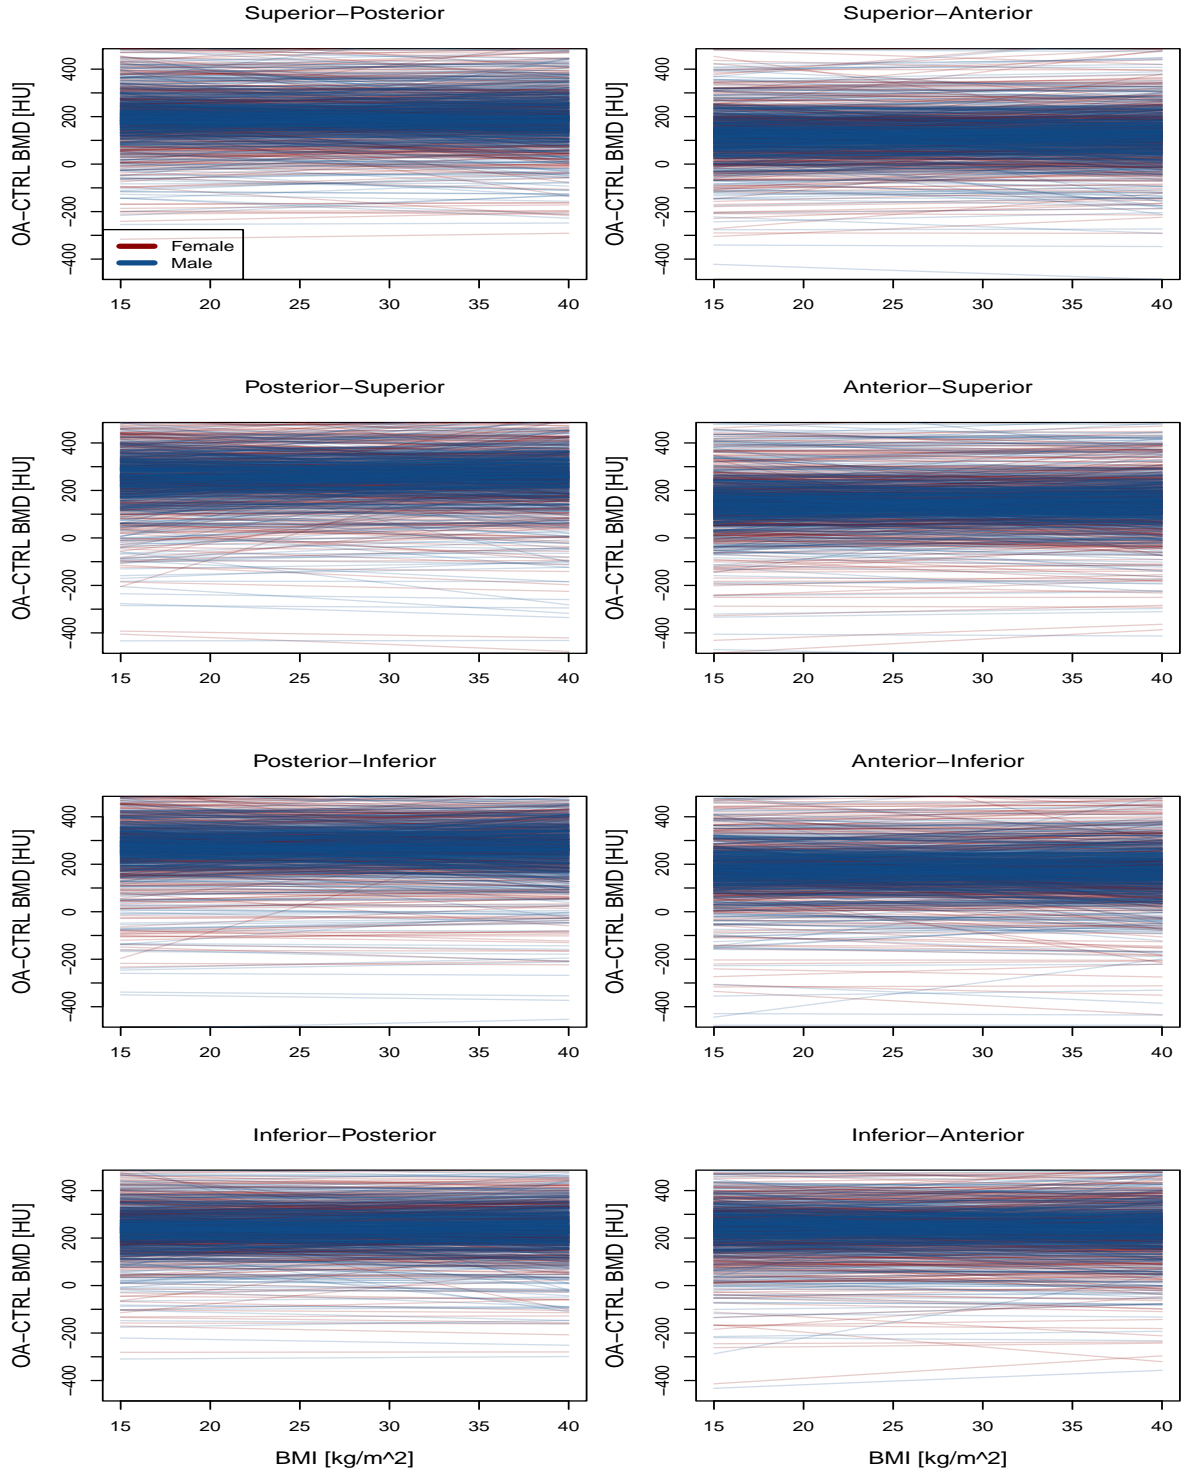 Superior−Posterior
OA−CTRL BMD [HU]
400
200
0
−200
−400
Female
Male
15 20 25 30 35 40
Superior−Anterior
OA−CTRL BMD [HU]
400
200
0
−200
−400
15 20 25 30 35 40
Posterior−Superior
OA−CTRL BMD [HU]
400
200
0
−200
−400
15 20 25 30 35 40
Anterior−Superior
OA−CTRL BMD [HU]
400
200
0
−200
−400
15 20 25 30 35 40
Posterior−Inferior
OA−CTRL BMD [HU]
400
200
0
−200
−400
15 20 25 30 35 40
Anterior−Inferior
OA−CTRL BMD [HU]
400
200
0
−200
−400
15 20 25 30 35 40
Inferior−Posterior
OA−CTRL BMD [HU]
400
200
0
−200
−400
15 20 25 30 35 40
BMI [kg/m^2]
Inferior−Anterior
OA−CTRL BMD [HU]
400
200
0
−200
−400
15 20 25 30 35 40
BMI [kg/m^2]